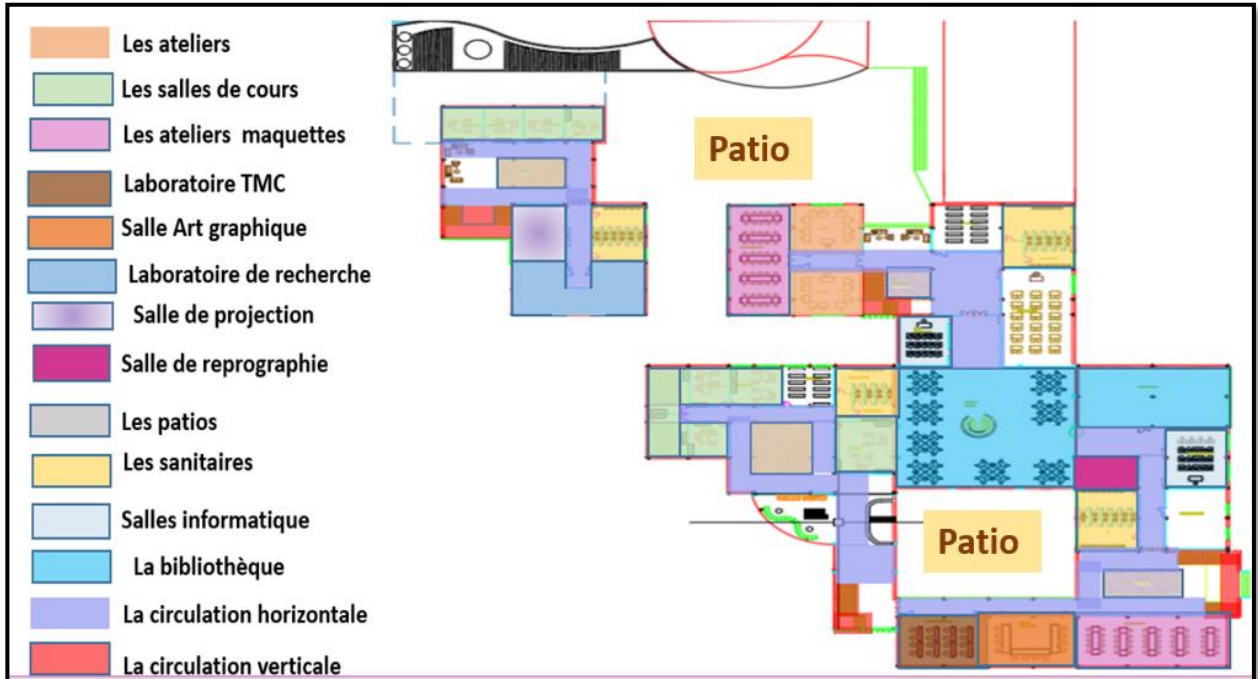 Les ateliers
Les salles de cours
Les ateliers maquettes
Laboratoire TMC
Salle Art graphique
Laboratoire de recherche
Salle de projection
Salle de reprographie
Les patios
Les sanitaires
Salles informatique
La bibliothèque
La circulation horizontale
La circulation verticale
Patio
Patio